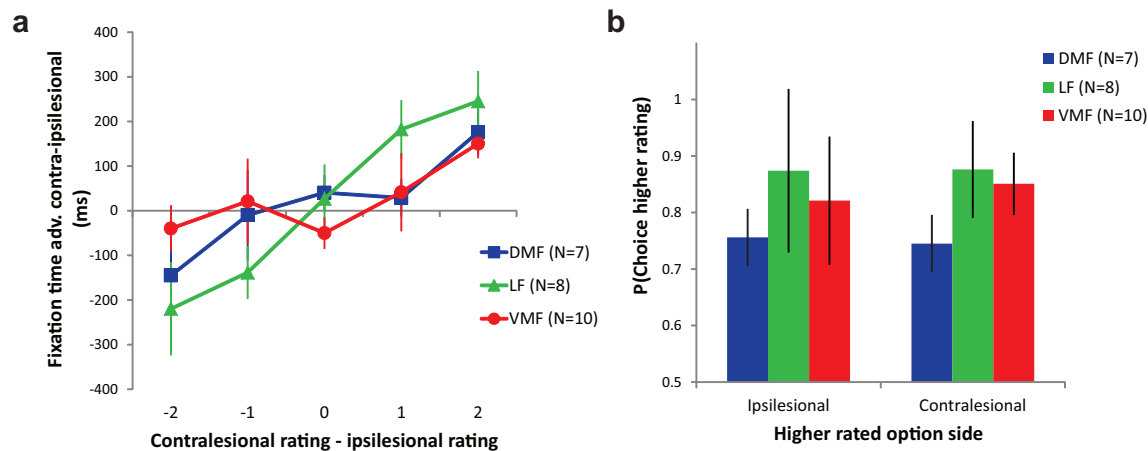 a
Fixation time adv. contra-ipsilesional
(ms)
400
300
200
100
0
-100
-200
-300
-400
-2
-1
0
1
2
Contralesional rating - ipsilesional rating
DMF (N=7)
LF (N=8)
VMF (N=10)
b
P(Choice higher rating)
1
0.9
0.8
0.7
0.6
0.5
Ipsilesional
Contralesional
Higher rated option side
DMF (N=7)
LF (N=8)
VMF (N=10)